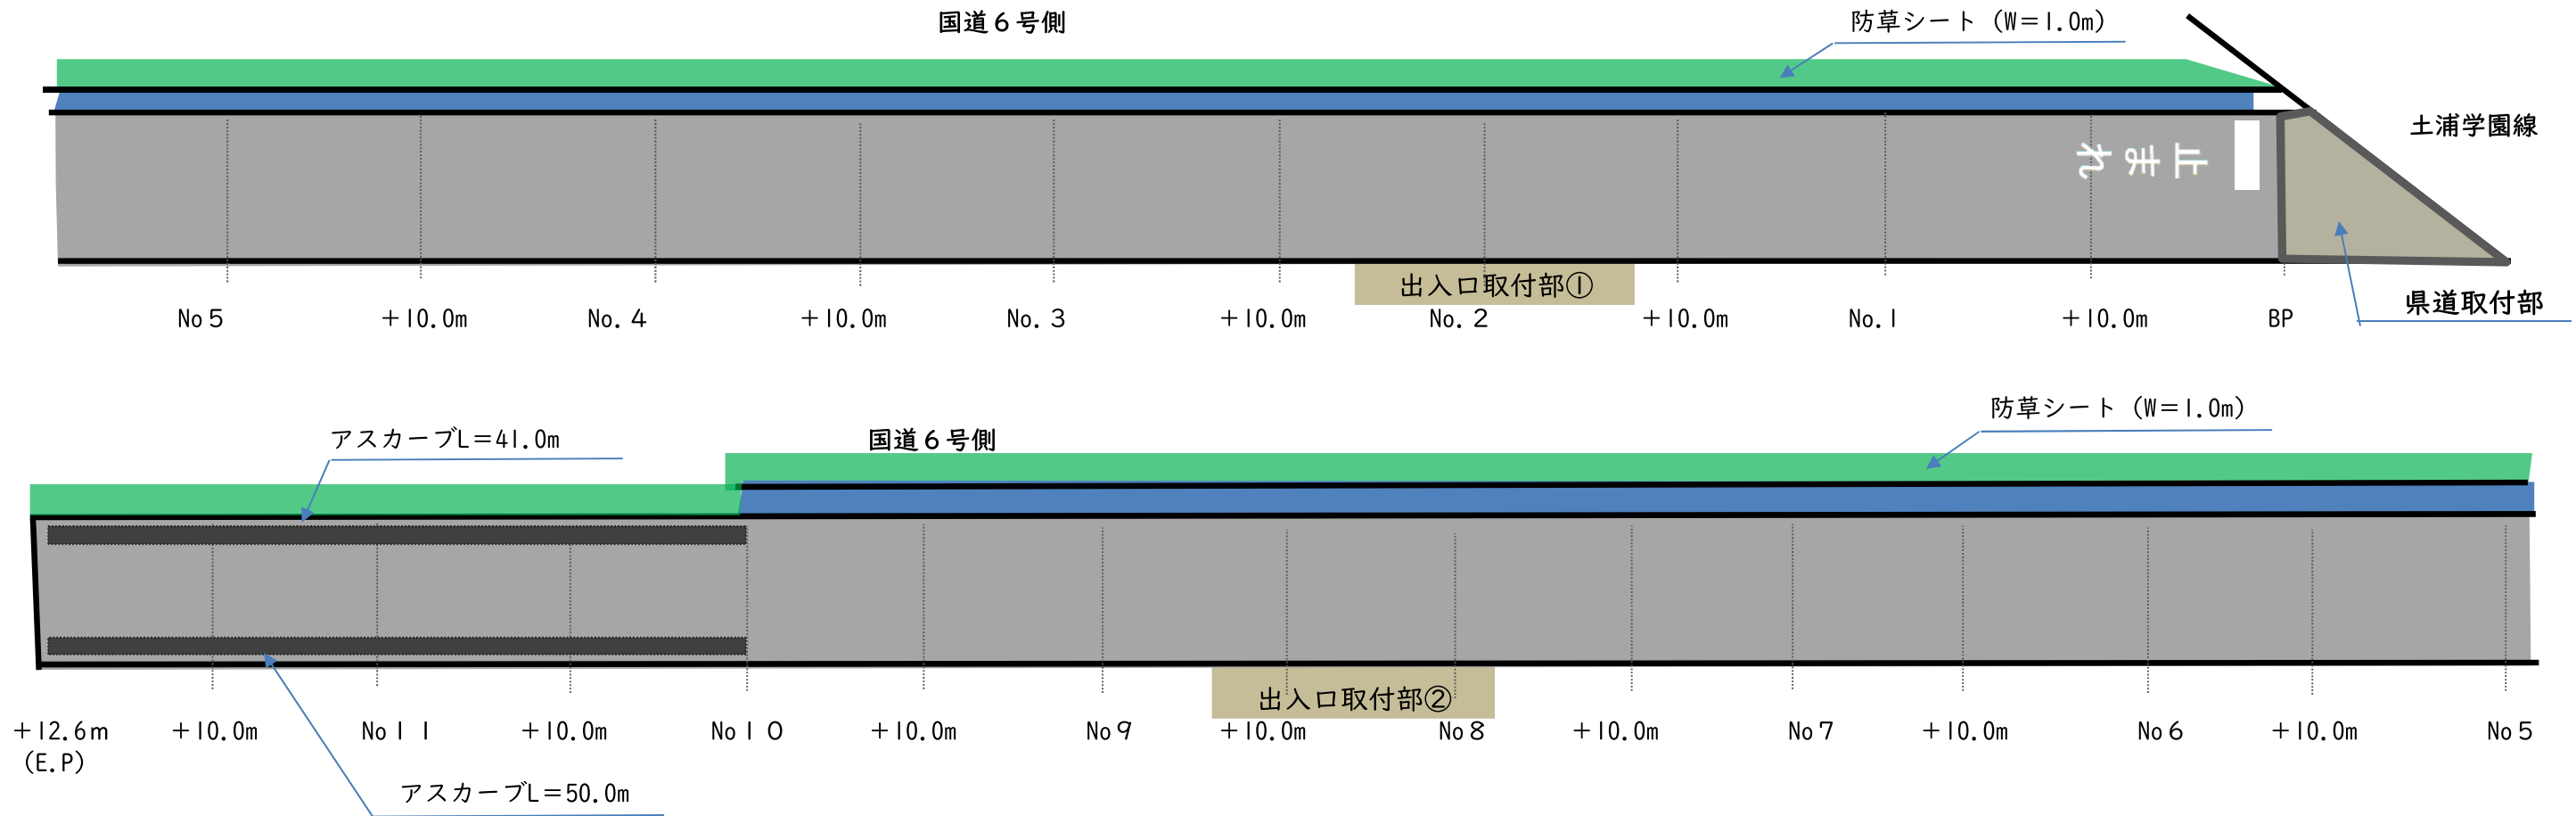 国道６号側
防草シート（W＝1.0m）
土浦学園線
止まれ
出入口取付部①
県道取付部
No５ ＋10.0m No.４ ＋10.0m No.３ ＋10.0m No.２ ＋10.0m No.１ ＋10.0m BP
防草シート（W＝1.0m）
アスカーブL＝41.0m
国道６号側
出入口取付部②
＋12.6ｍ ＋10.0m No１１ ＋10.0m No１０ ＋10.0m No９ ＋10.0m No８ ＋10.0m No７ ＋10.0m No６ ＋10.0m No５
（E.P）
アスカーブL＝50.0m